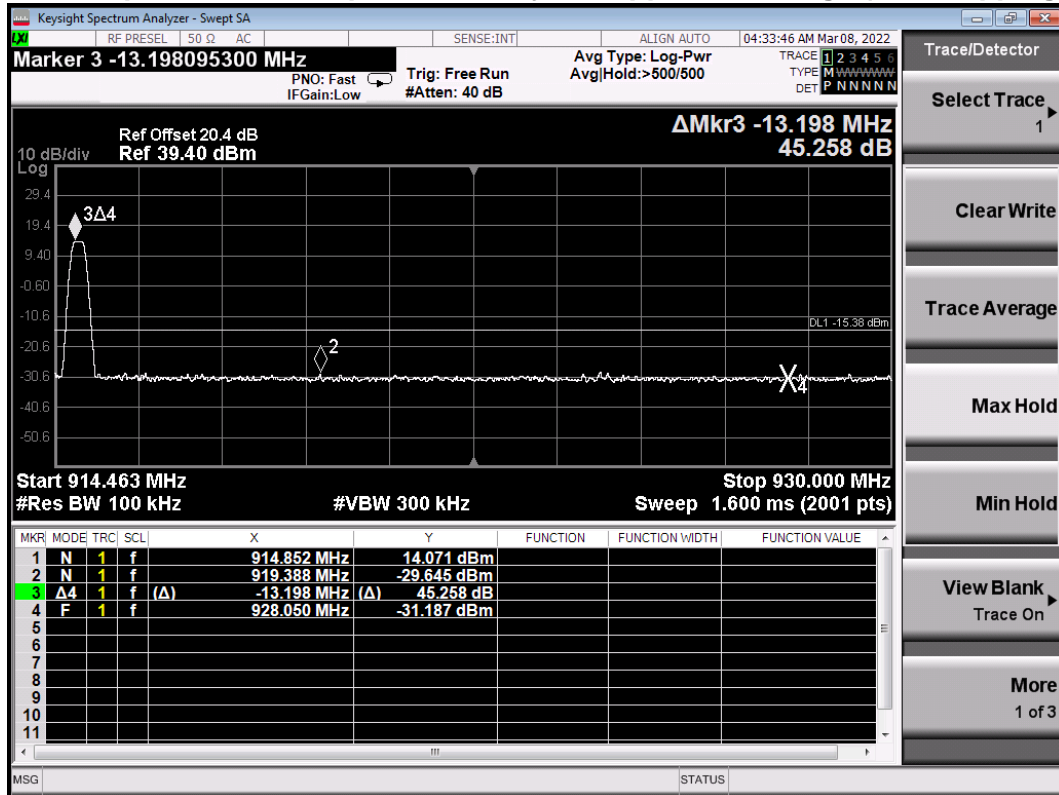 Keysight Spectrum Analyzer - Swept SA
LXI RF PRESEL 50 Ω AC SENSE:INT ALIGN AUTO 04:33:46 AM Mar 08, 2022
Marker 3 -13.198095300 MHz
PNO: Fast
IFGain:Low
Trig: Free Run
#Atten: 40 dB
Avg Type: Log-Pwr
Avg|Hold:>500/500
TRACE 1 2 3 4 5 6
TYPE M WWWWW
DET P N N N N N
ΔMkr3 -13.198 MHz
45.258 dB
Ref Offset 20.4 dB
10 dB/div Ref 39.40 dBm
Log
29.4
3Δ4
19.4
9.40
-0.60
-10.6
DL1 -15.38 dBm
-20.6
2
-30.6
4
-40.6
-50.6
Start 914.463 MHz Stop 930.000 MHz
#Res BW 100 kHz #VBW 300 kHz Sweep 1.600 ms (2001 pts)
MKR MODE TRC SCL X Y FUNCTION FUNCTION WIDTH FUNCTION VALUE
1 N 1 f 914.852 MHz 14.071 dBm
2 N 1 f 919.388 MHz -29.645 dBm
3 Δ4 1 f (Δ) -13.198 MHz (Δ) 45.258 dB
4 F 1 f 928.050 MHz -31.187 dBm
5
6
7
8
9
10
11
MSG STATUS
Trace/Detector
Select Trace
1
Clear Write
Trace Average
Max Hold
Min Hold
View Blank
Trace On
More
1 of 3